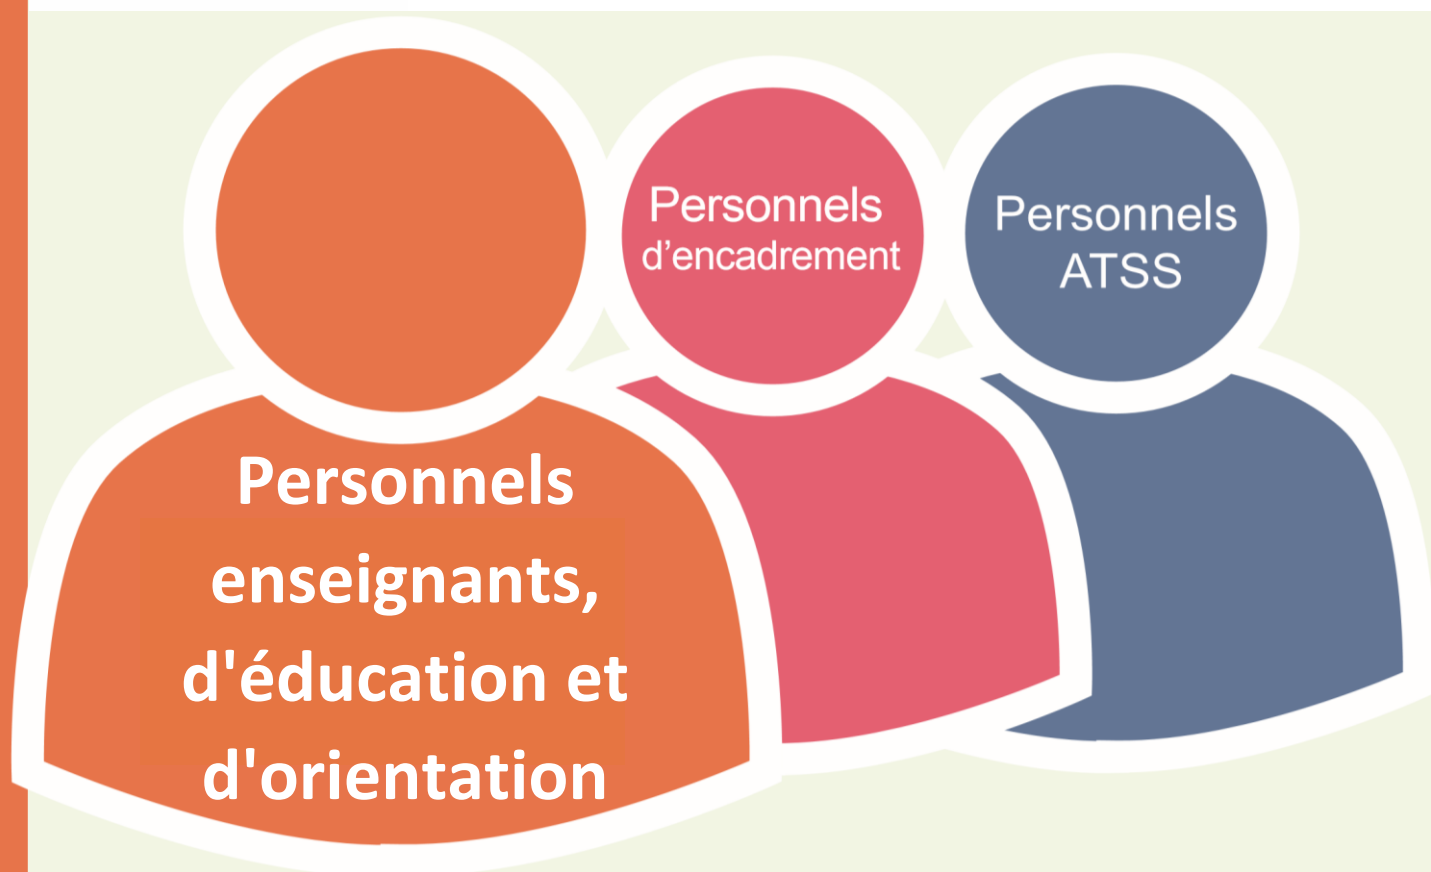 Personnels
enseignants,
d'éducation et
d'orientation
Personnels
d’encadrement
Personnels
ATSS